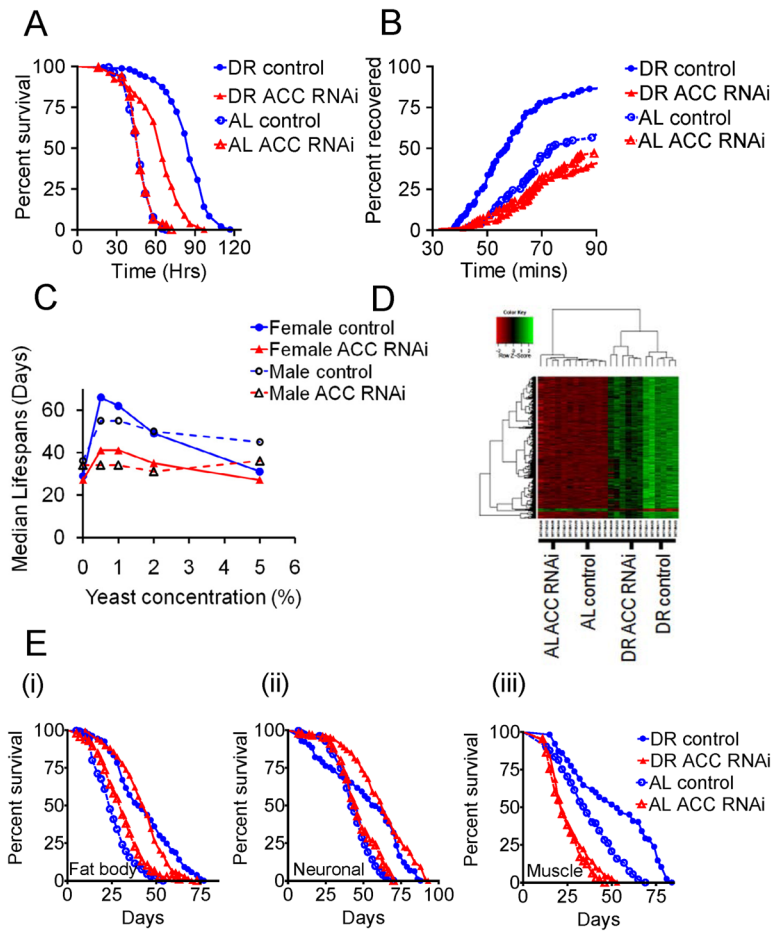 A
DR control
DR ACC RNAi
AL control
AL ACC RNAi
Percent survival
100
75
50
25
0
0 30 60 90 120
Time (Hrs)
B
DR control
DR ACC RNAi
AL control
AL ACC RNAi
Percent recovered
100
75
50
25
0
30 50 70 90
Time (mins)
C
Female control
Female ACC RNAi
Male control
Male ACC RNAi
Median Lifespans (Days)
60
40
20
0
0 1 2 3 4 5 6
Yeast concentration (%)
D
Color Key
Row Z-Score
AL ACC RNAi
AL control
DR ACC RNAi
DR control
E
(i)
Percent survival
100
75
50
25
0
Fat body
0 25 50 75
Days
(ii)
Percent survival
100
75
50
25
0
Neuronal
0 25 50 75 100
Days
(iii)
Percent survival
100
75
50
25
0
Muscle
0 25 50 75
Days
DR control
DR ACC RNAi
AL control
AL ACC RNAi